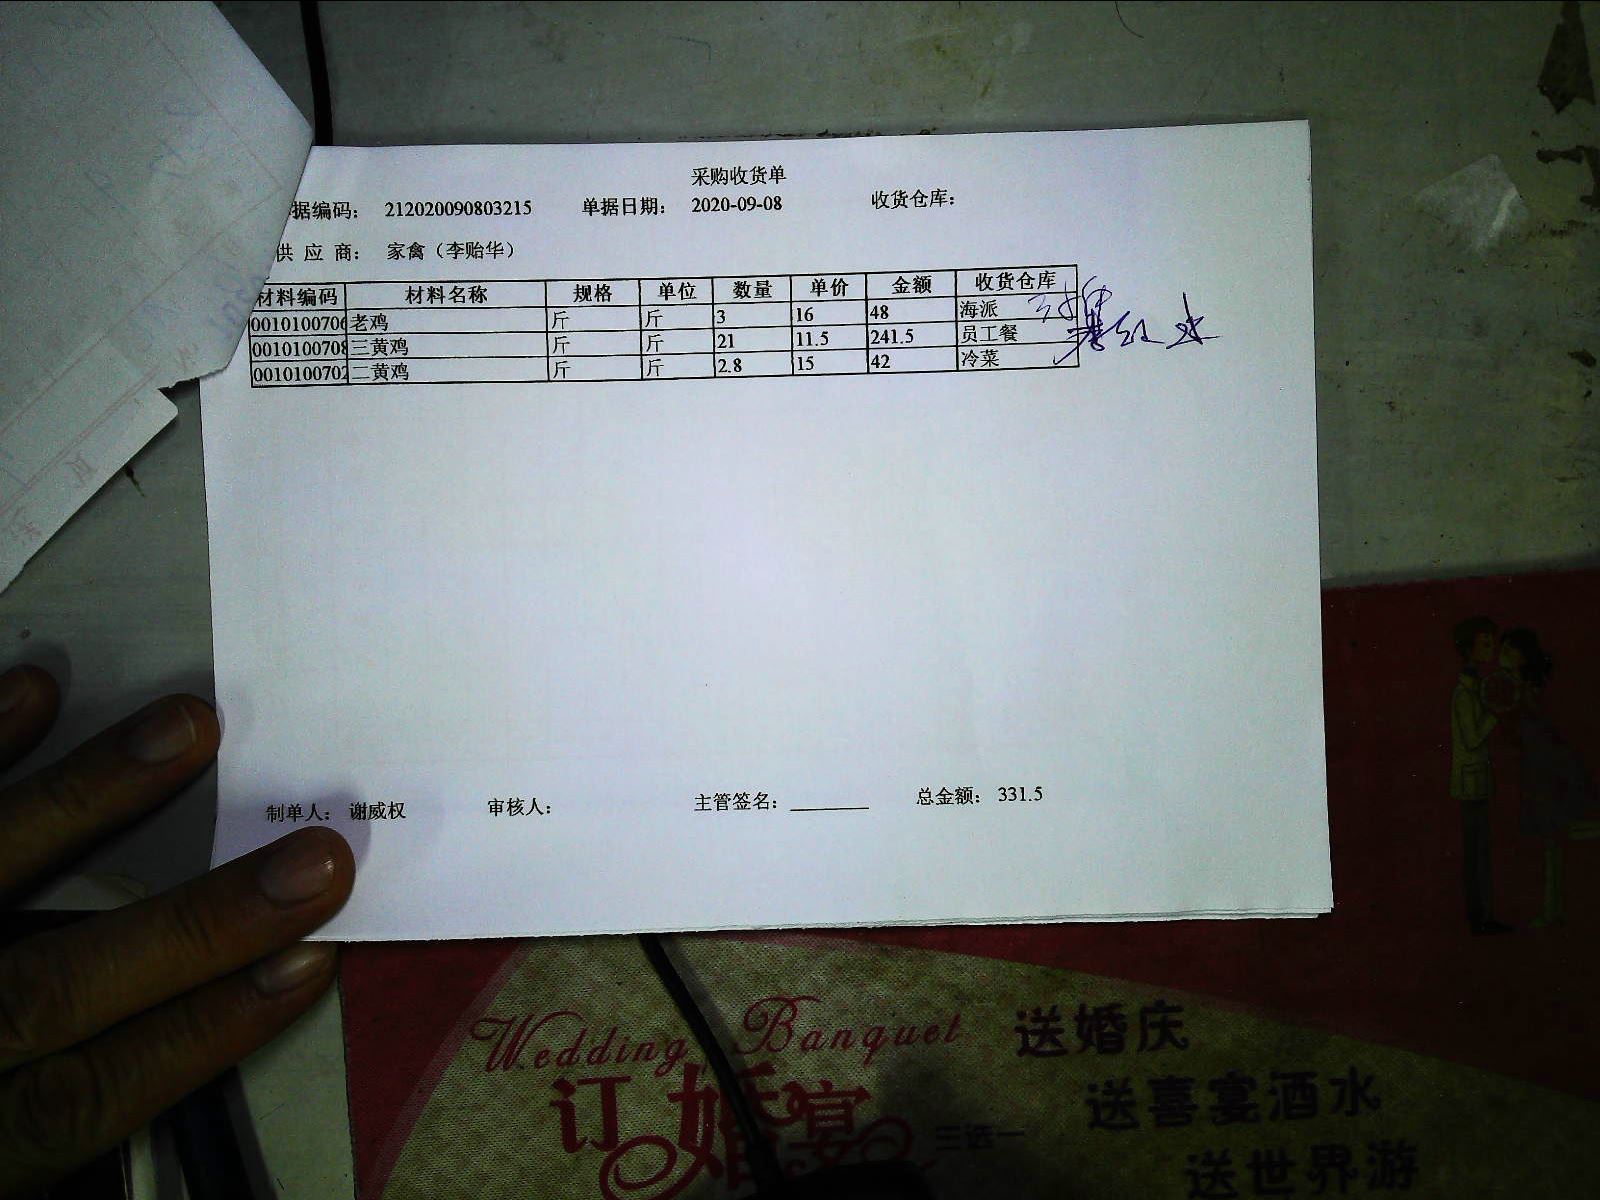 采购收货单
据编码： 212020090803215 单据日期： 2020-09-08 收货仓库：
供 应 商： 家禽（李贻华）
材料编码 材料名称 规格 单位 数量 单价 金额 收货仓库
0010100706 老鸡 斤 斤 3 16 48 海派
0010100708 三黄鸡 斤 斤 21 11.5 241.5 员工餐
0010100702 二黄鸡 斤 斤 2.8 15 42 冷菜
制单人： 谢威权 审核人： 主管签名： 总金额： 331.5
Wedding Banquet
订婚宴
三选一
送婚庆
送喜宴酒水
送世界游